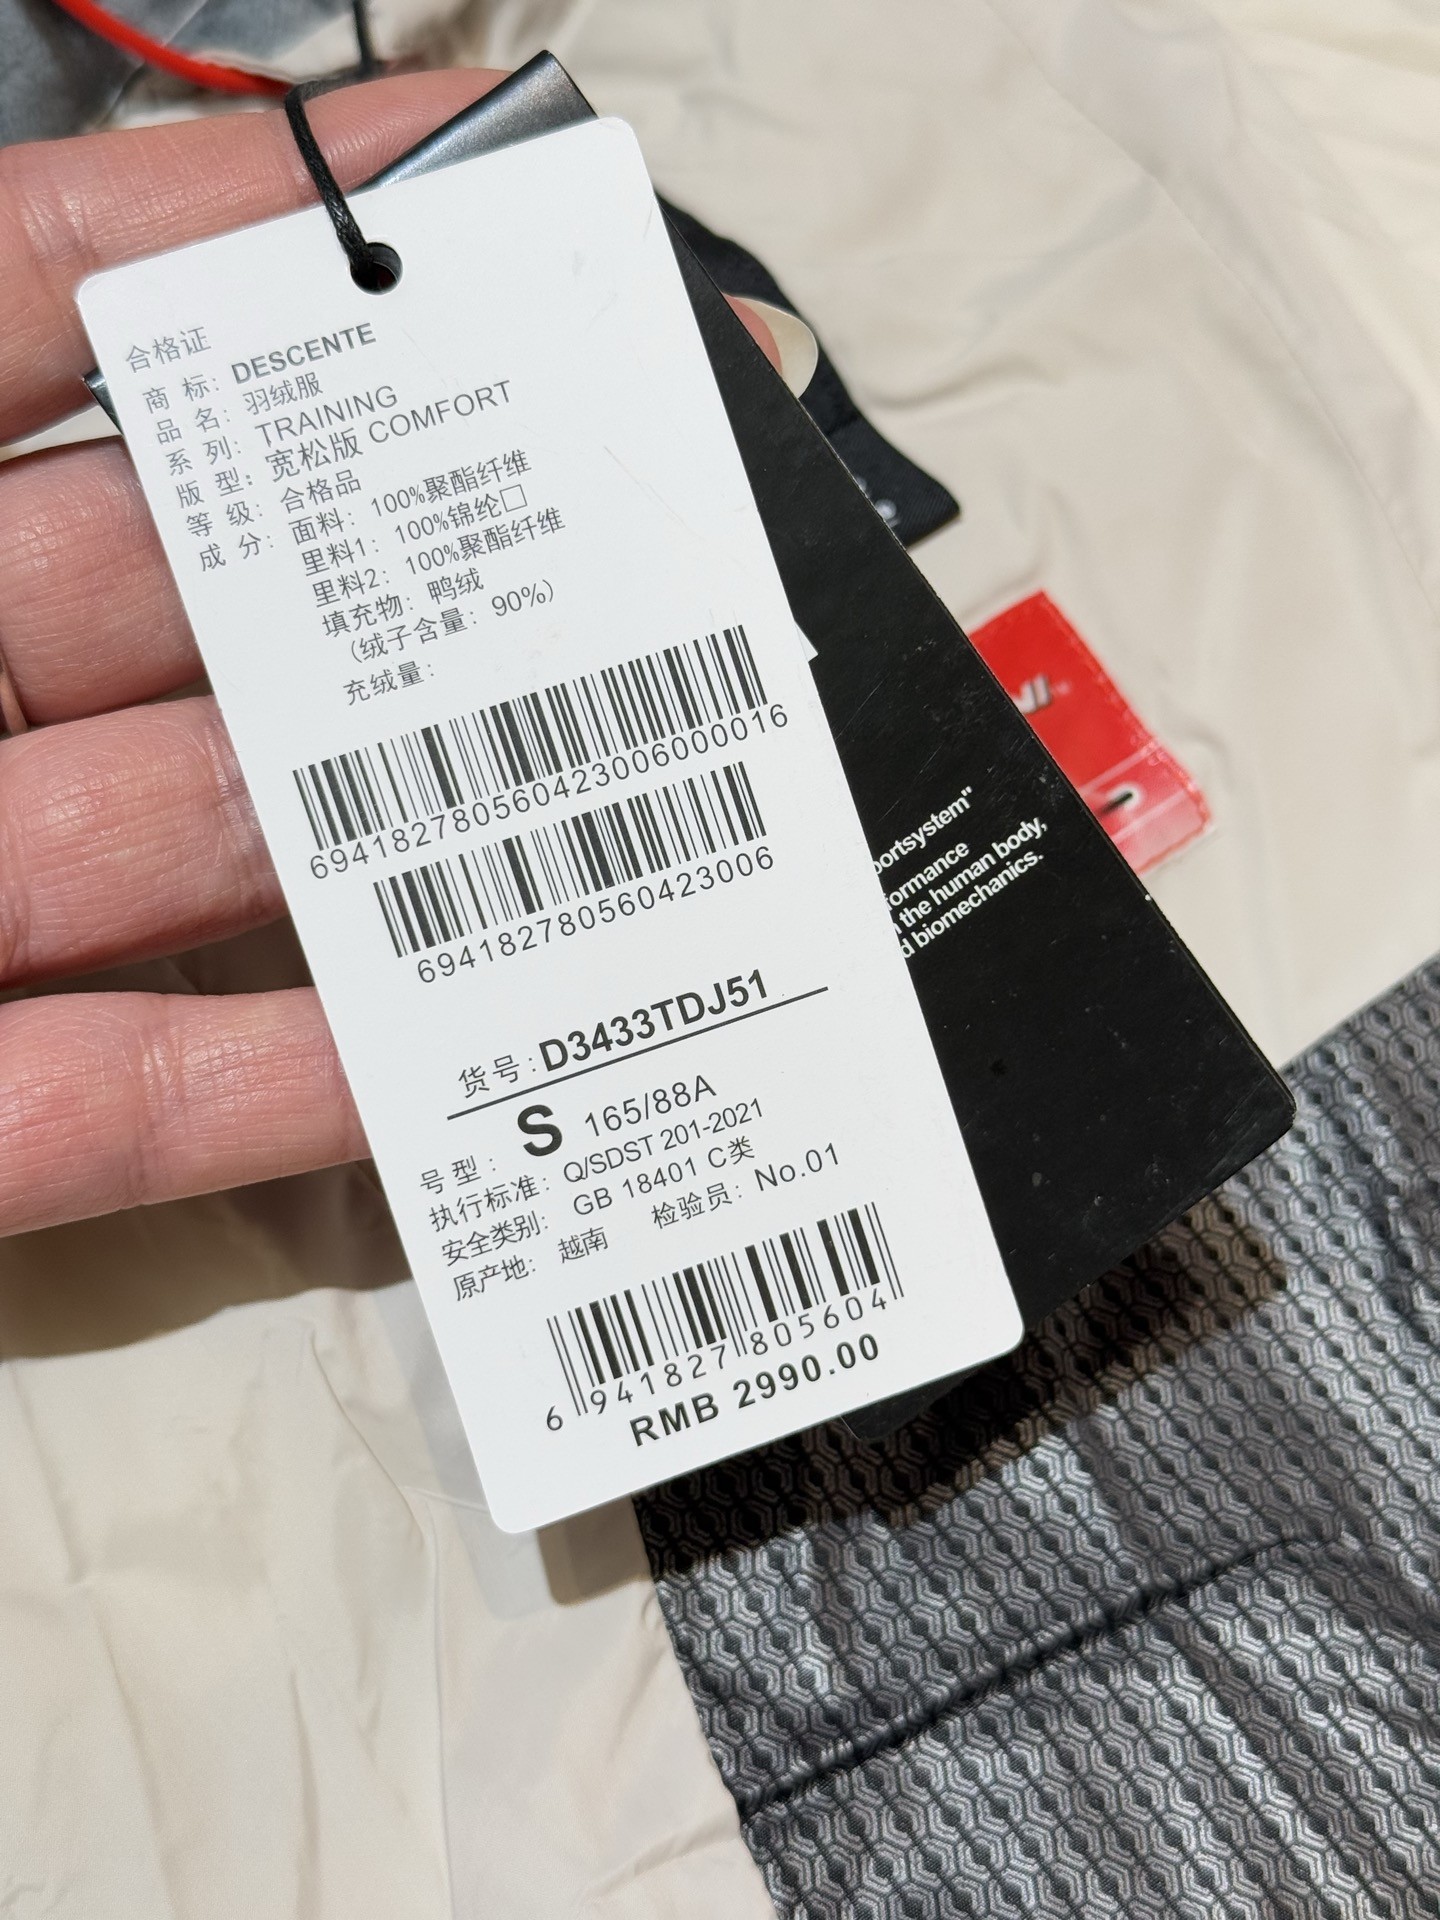 合格证
商 标: DESCENTE
品 名: 羽绒服
系 列: TRAINING
版 型: 宽松版 COMFORT
等 级: 合格品
成 分: 面料: 100%聚酯纤维
里料1: 100%锦纶□
里料2: 100%聚酯纤维
填充物: 鸭绒
(绒子含量: 90%)
充绒量:
694182780560423006000016
694182780560423006
货号: D3433TDJ51
号 型: S 165/88A
执行标准: Q/SDST 201-2021
安全类别: GB 18401 C类
原产地: 越南 检验员: No.01
6 941827 805604
RMB 2990.00
portsystem"
formance
the human body,
d biomechanics.